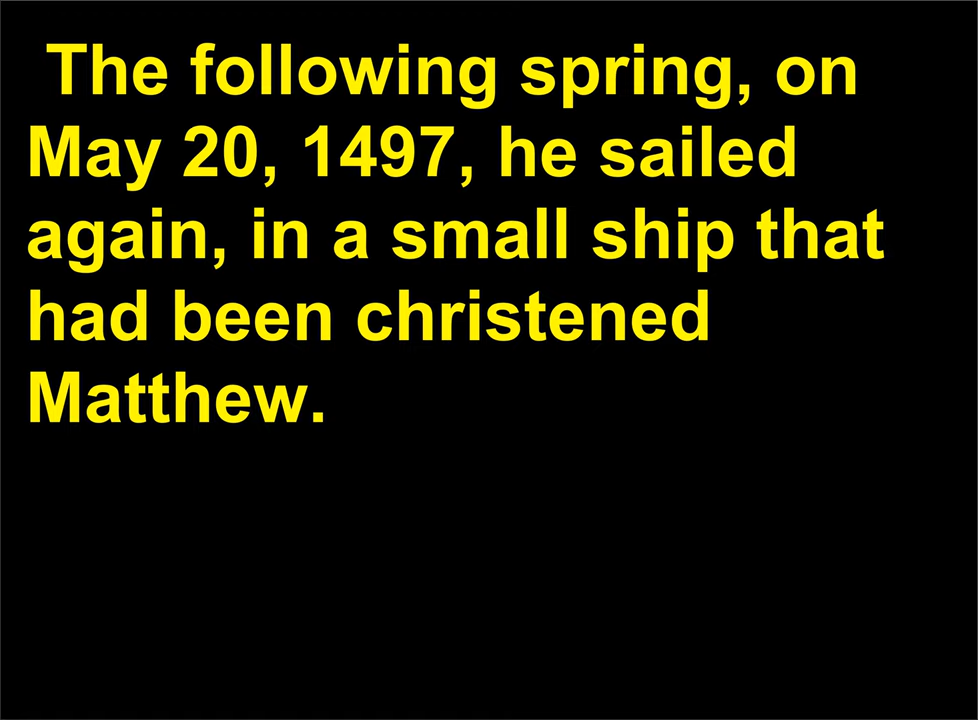 The following spring, on
May 20, 1497, he sailed
again, in a small ship that
had been christened
Matthew.